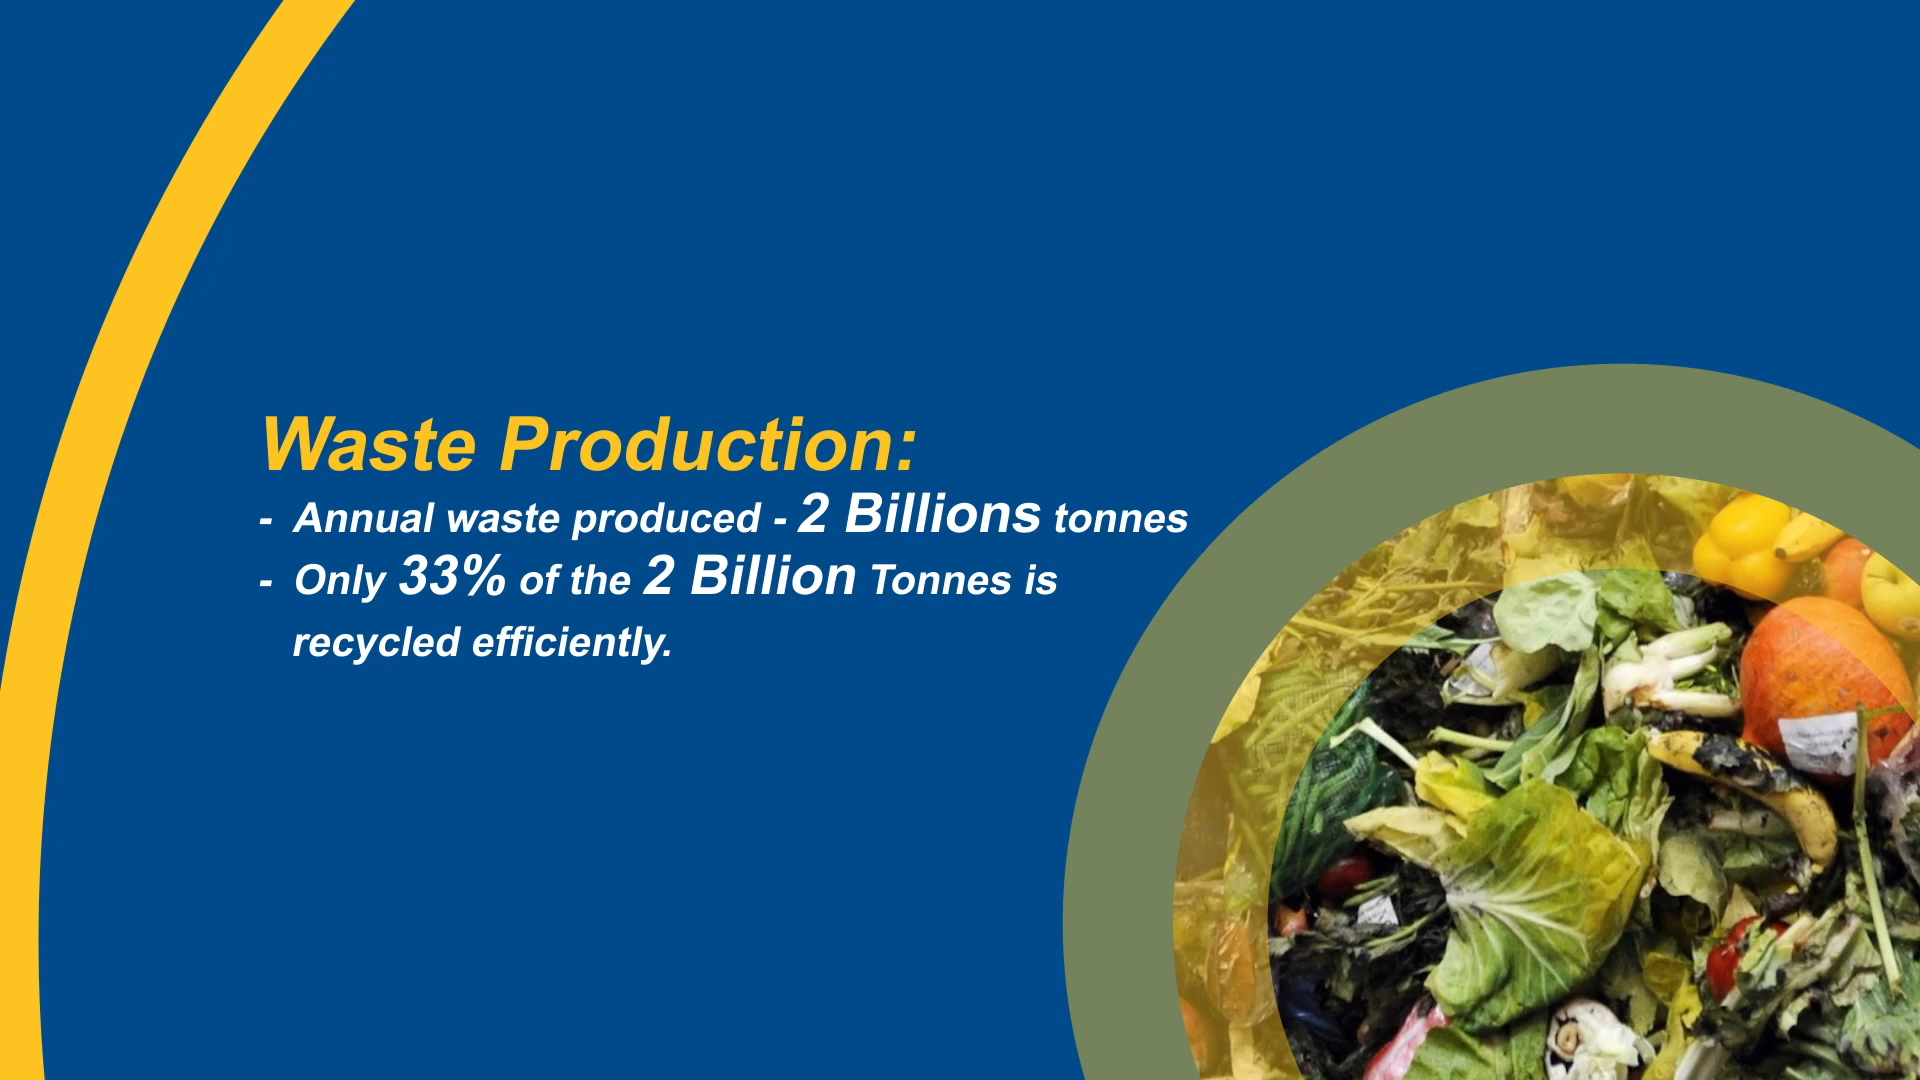 Waste Production:
- Annual waste produced - 2 Billions tonnes
- Only 33% of the 2 Billion Tonnes is
recycled efficiently.